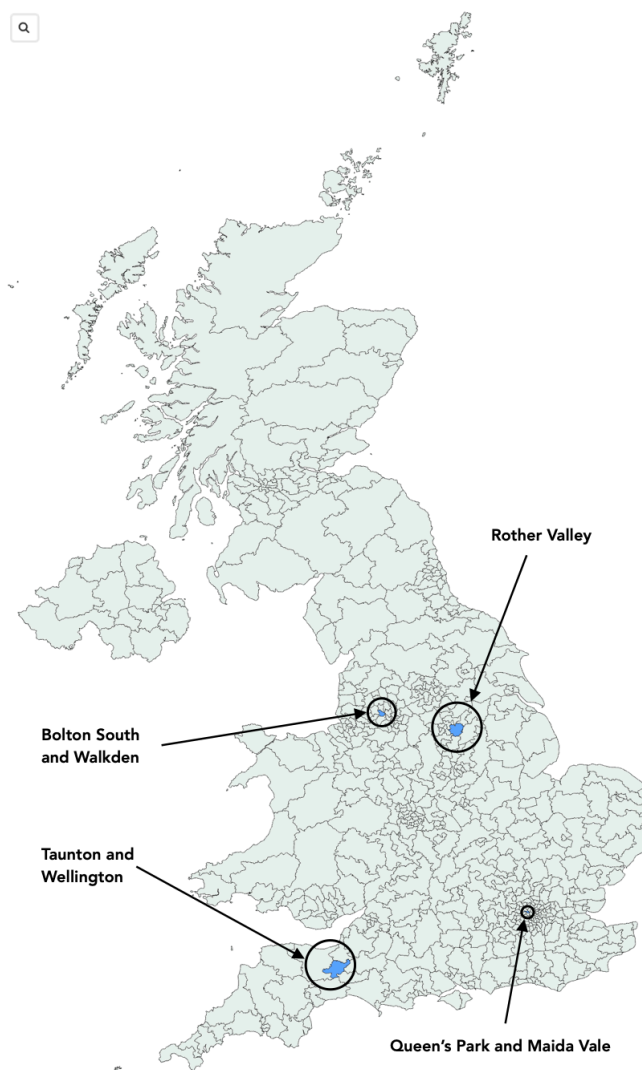 Rother Valley
Bolton South
and Walkden
Taunton and
Wellington
Queen’s Park and Maida Vale